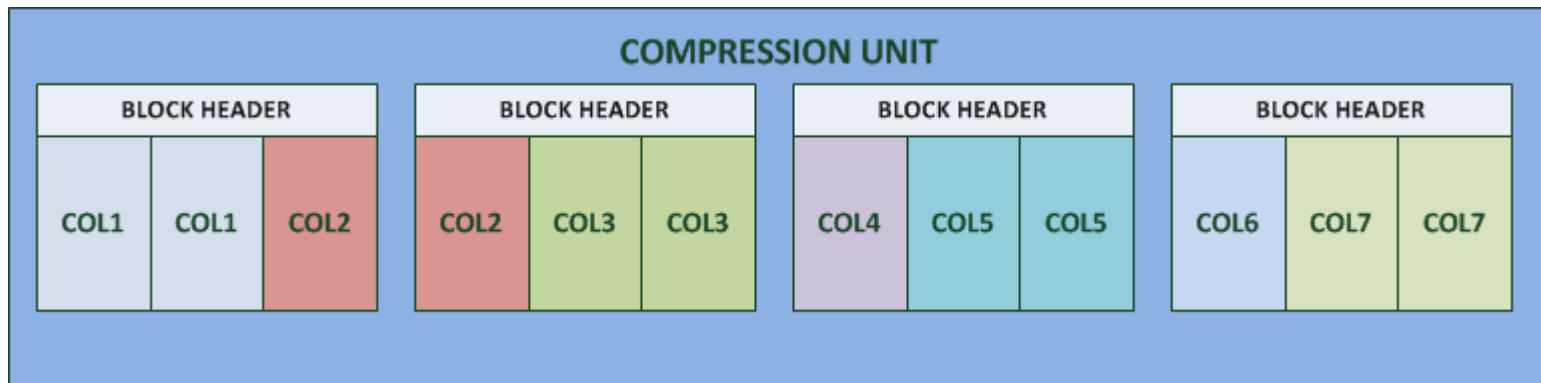 COMPRESSION UNIT
BLOCK HEADER BLOCK HEADER BLOCK HEADER BLOCK HEADER
COL1 COL1 COL2 COL2 COL3 COL3 COL4 COL5 COL5 COL6 COL7 COL7